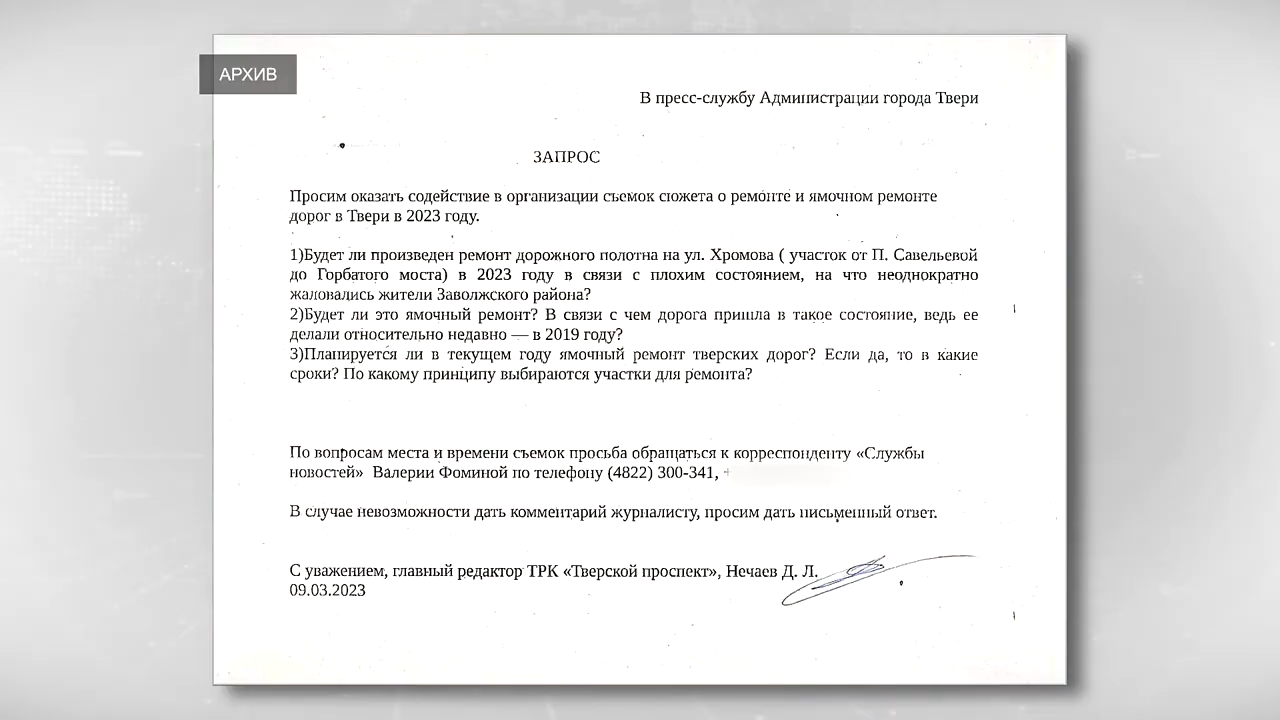 АРХИВ
В пресс-службу Администрации города Твери
ЗАПРОС
Просим оказать содействие в организации съемок сюжета о ремонте и ямочном ремонте
дорог в Твери в 2023 году.
1)Будет ли произведен ремонт дорожного полотна на ул. Хромова ( участок от П. Савельевой
до Горбатого моста) в 2023 году в связи с плохим состоянием, на что неоднократно
жаловались жители Заволжского района?
2)Будет ли это ямочный ремонт? В связи с чем дорога пришла в такое состояние, ведь ее
делали относительно недавно — в 2019 году?
3)Планируется ли в текущем году ямочный ремонт тверских дорог? Если да, то в какие
сроки? По какому принципу выбираются участки для ремонта?
По вопросам места и времени съемок просьба обращаться к корреспонденту «Службы
новостей» Валерии Фоминой по телефону (4822) 300-341, +
В случае невозможности дать комментарий журналисту, просим дать письменный ответ.
С уважением, главный редактор ТРК «Тверской проспект», Нечаев Д. Л.
09.03.2023